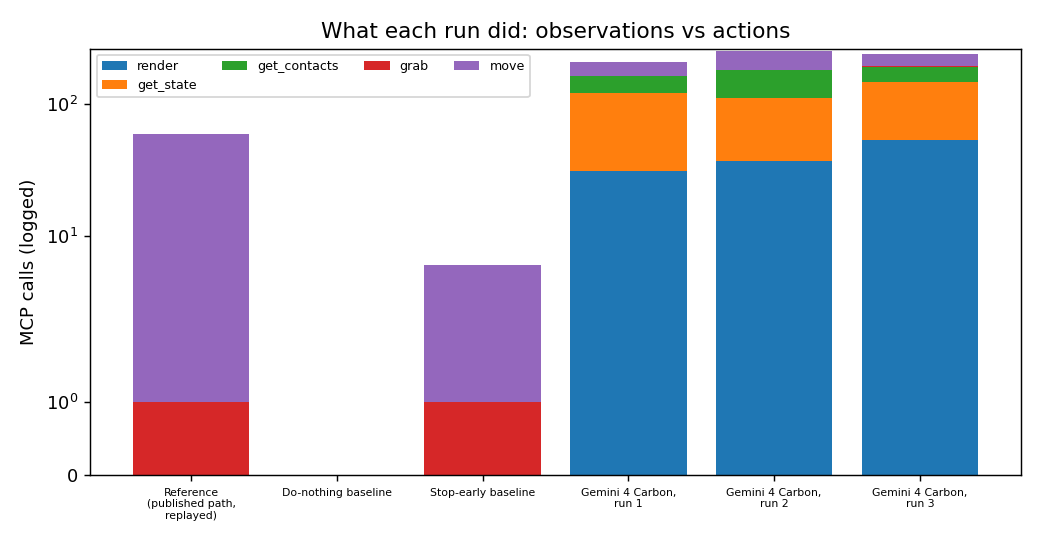 What each run did: observations vs actions
render
get_state
get_contacts
grab
move
MCP calls (logged)
10²
10¹
10⁰
0
Reference
(published path,
replayed)
Do-nothing baseline
Stop-early baseline
Gemini 4 Carbon,
run 1
Gemini 4 Carbon,
run 2
Gemini 4 Carbon,
run 3